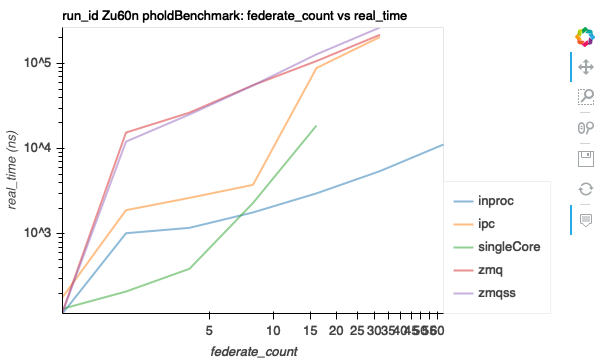 run_id Zu60n pholdBenchmark: federate_count vs real_time
real_time (ns)
10^5
10^4
10^3
5 10 15 20 25 30 35 40 45 50 55 60
federate_count
inproc
ipc
singleCore
zmq
zmqss